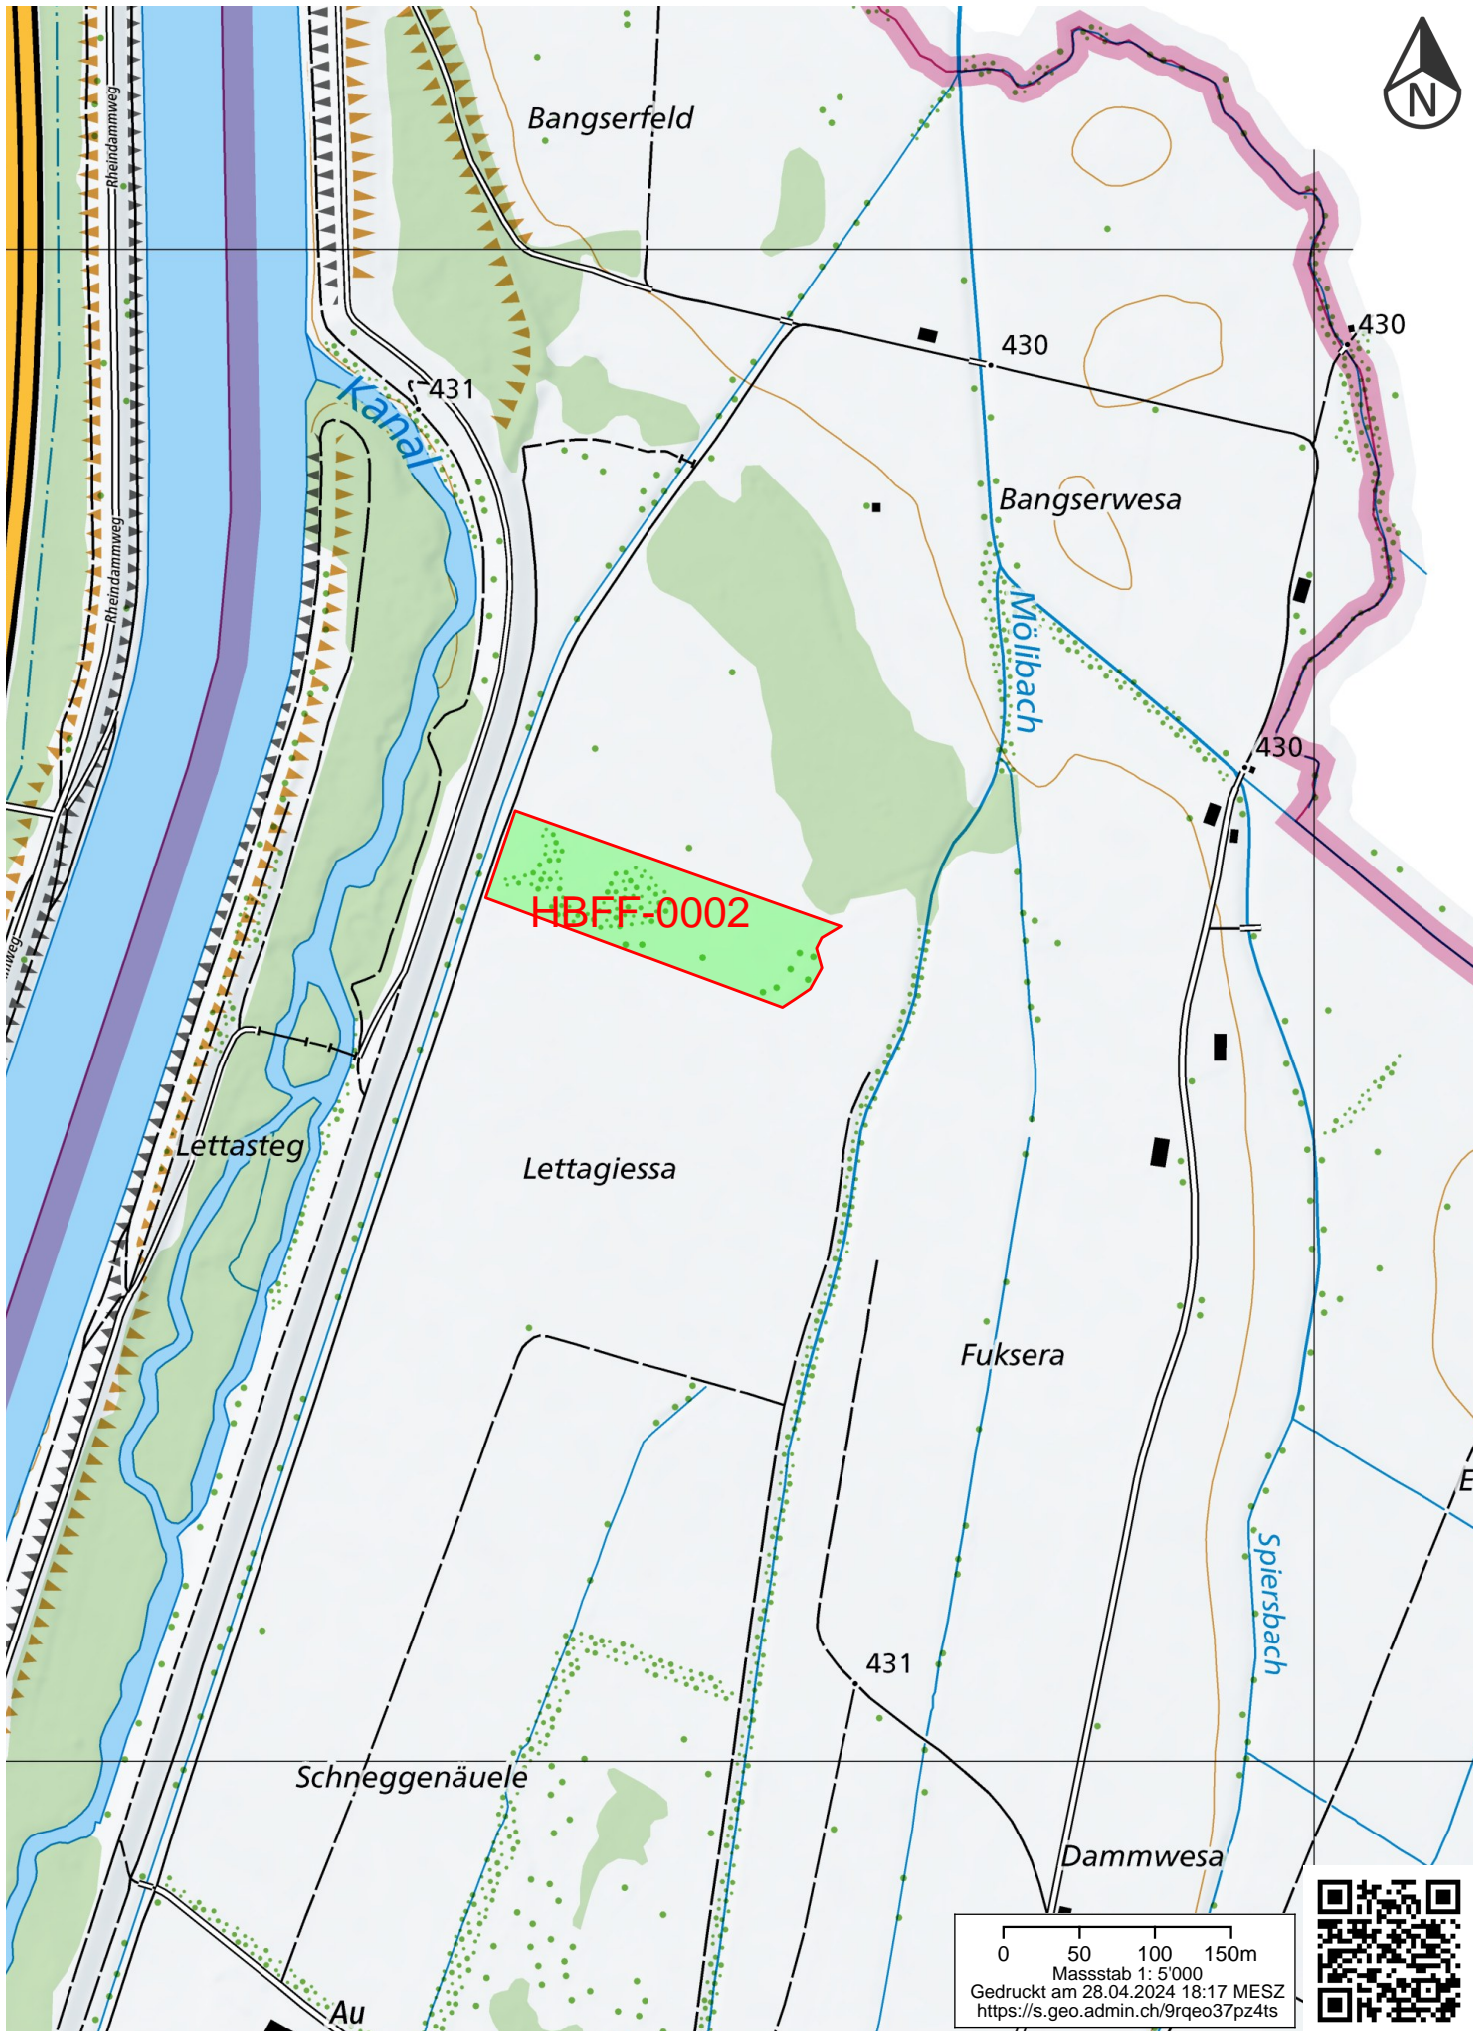 Rheindammweg
Bangserfeld
N
430
430
431
Kanal
Bangserwesa
Rheindammweg
Mölibach
430
HBFF-0002
mweg
Lettasteg
Lettagiessa
Fuksera
E
Spiersbach
431
Schneggenäuele
Dammwesa
0 50 100 150m
Massstab 1: 5'000
Gedruckt am 28.04.2024 18:17 MESZ
https://s.geo.admin.ch/9rqeo37pz4ts
Au